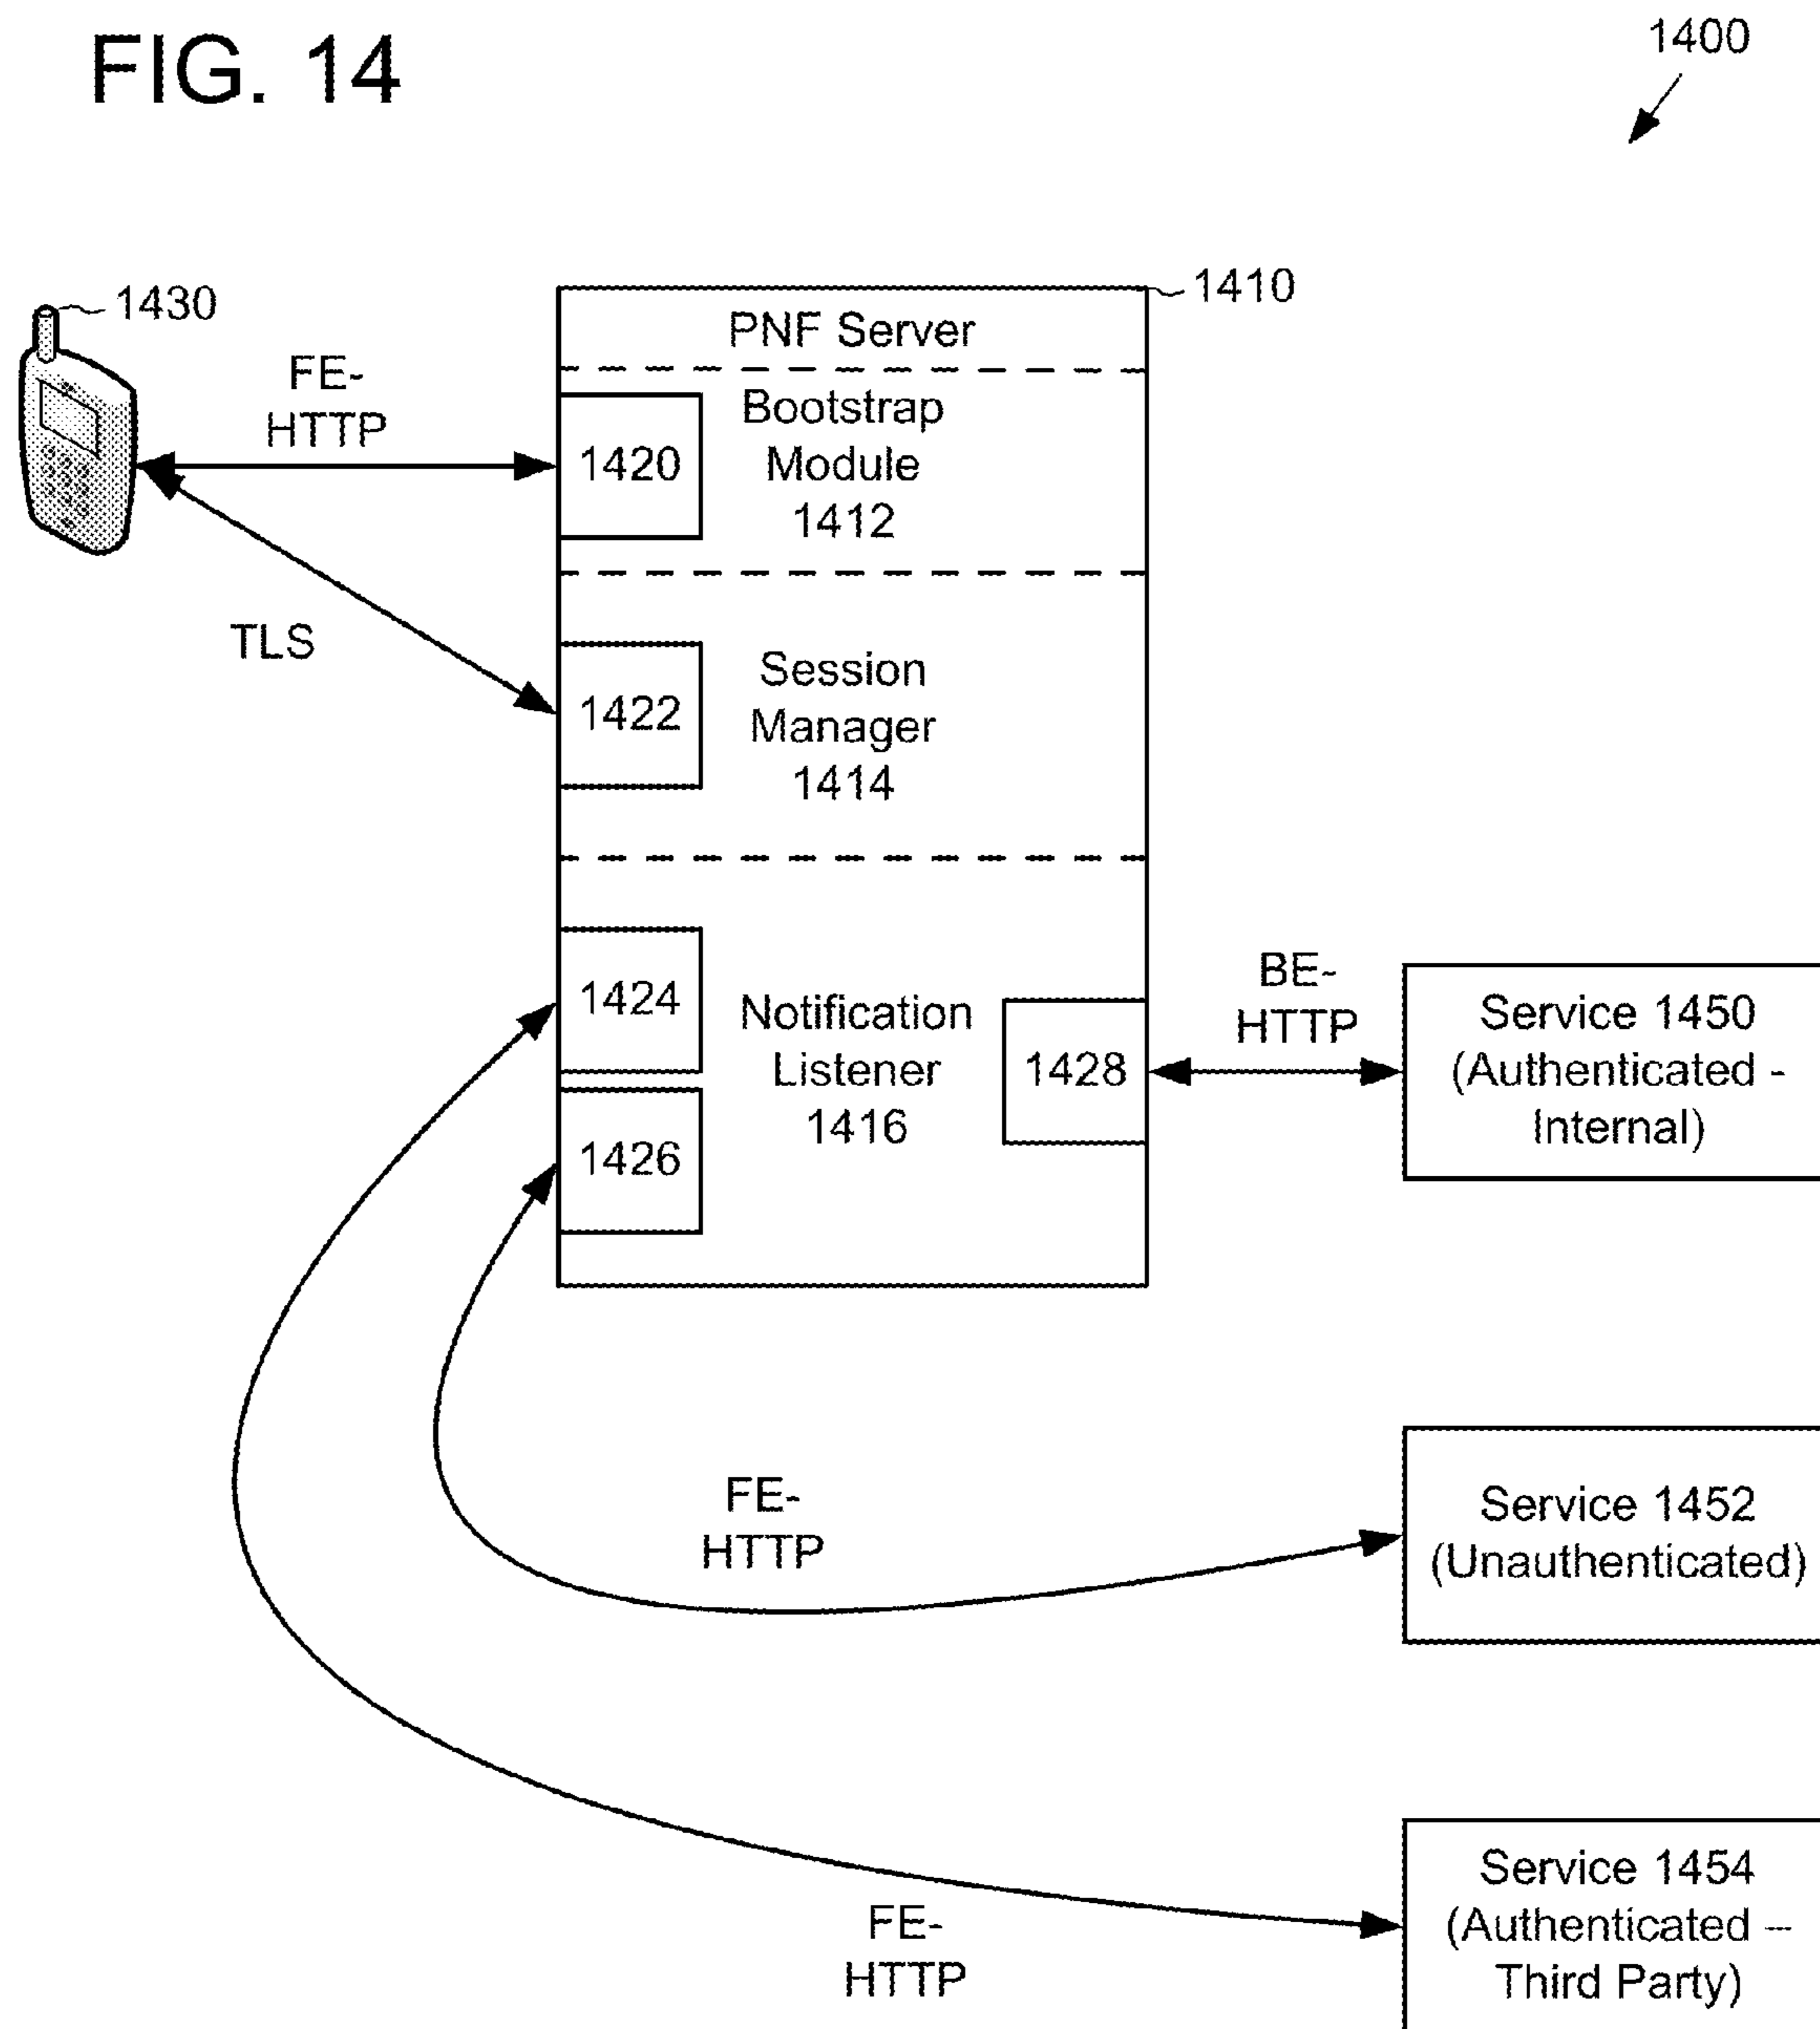 FIG. 14
1400
1430
1410
PNF Server
FE-
HTTP
Bootstrap
Module
1412
1420
TLS
Session
Manager
1414
1422
1424
Notification
Listener
1416
1426
1428
BE-
HTTP
Service 1450
(Authenticated -
Internal)
FE-
HTTP
Service 1452
(Unauthenticated)
FE-
HTTP
Service 1454
(Authenticated –
Third Party)